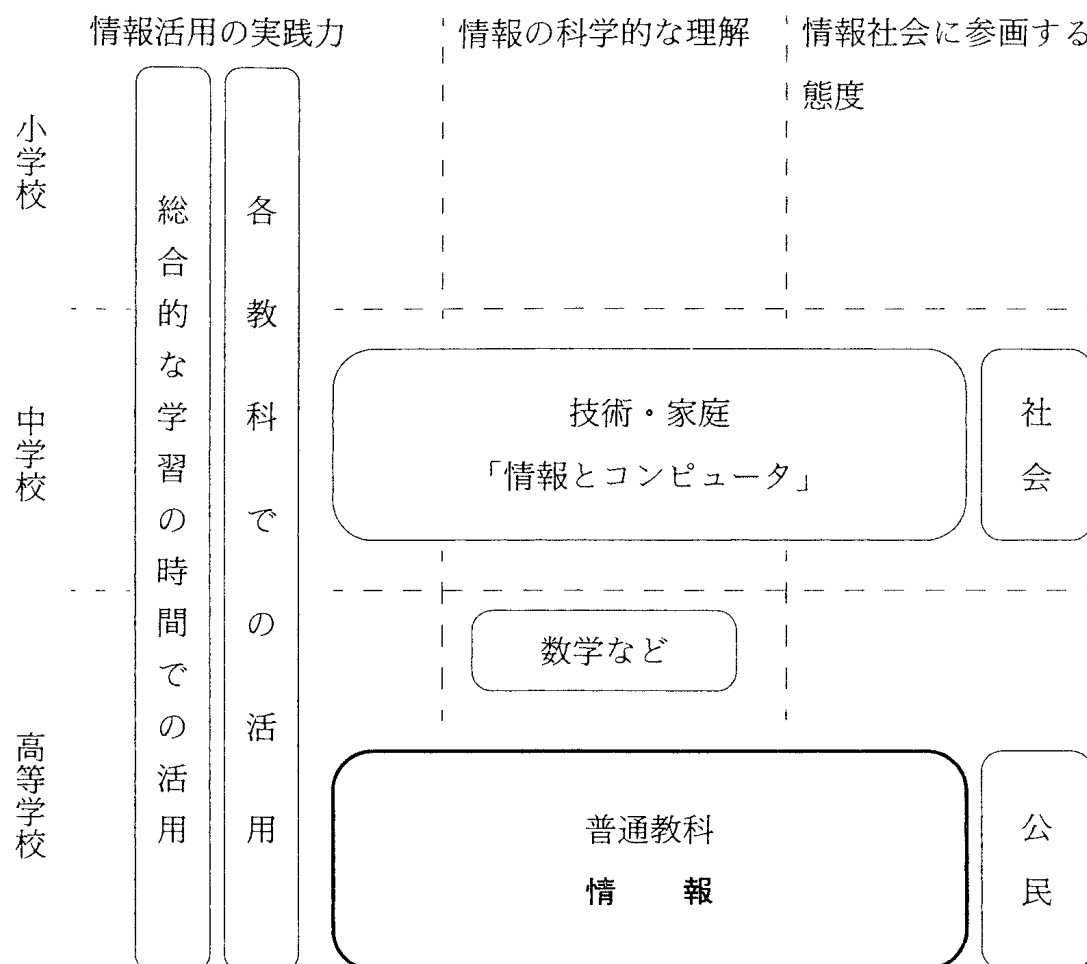 情報活用の実践力
情報の科学的な理解
情報社会に参画する
態度
小学校
総合的な学習の時間での活用
各教科での活用
中学校
技術・家庭
「情報とコンピュータ」
社会
高等学校
数学など
普通教科
情報
公民